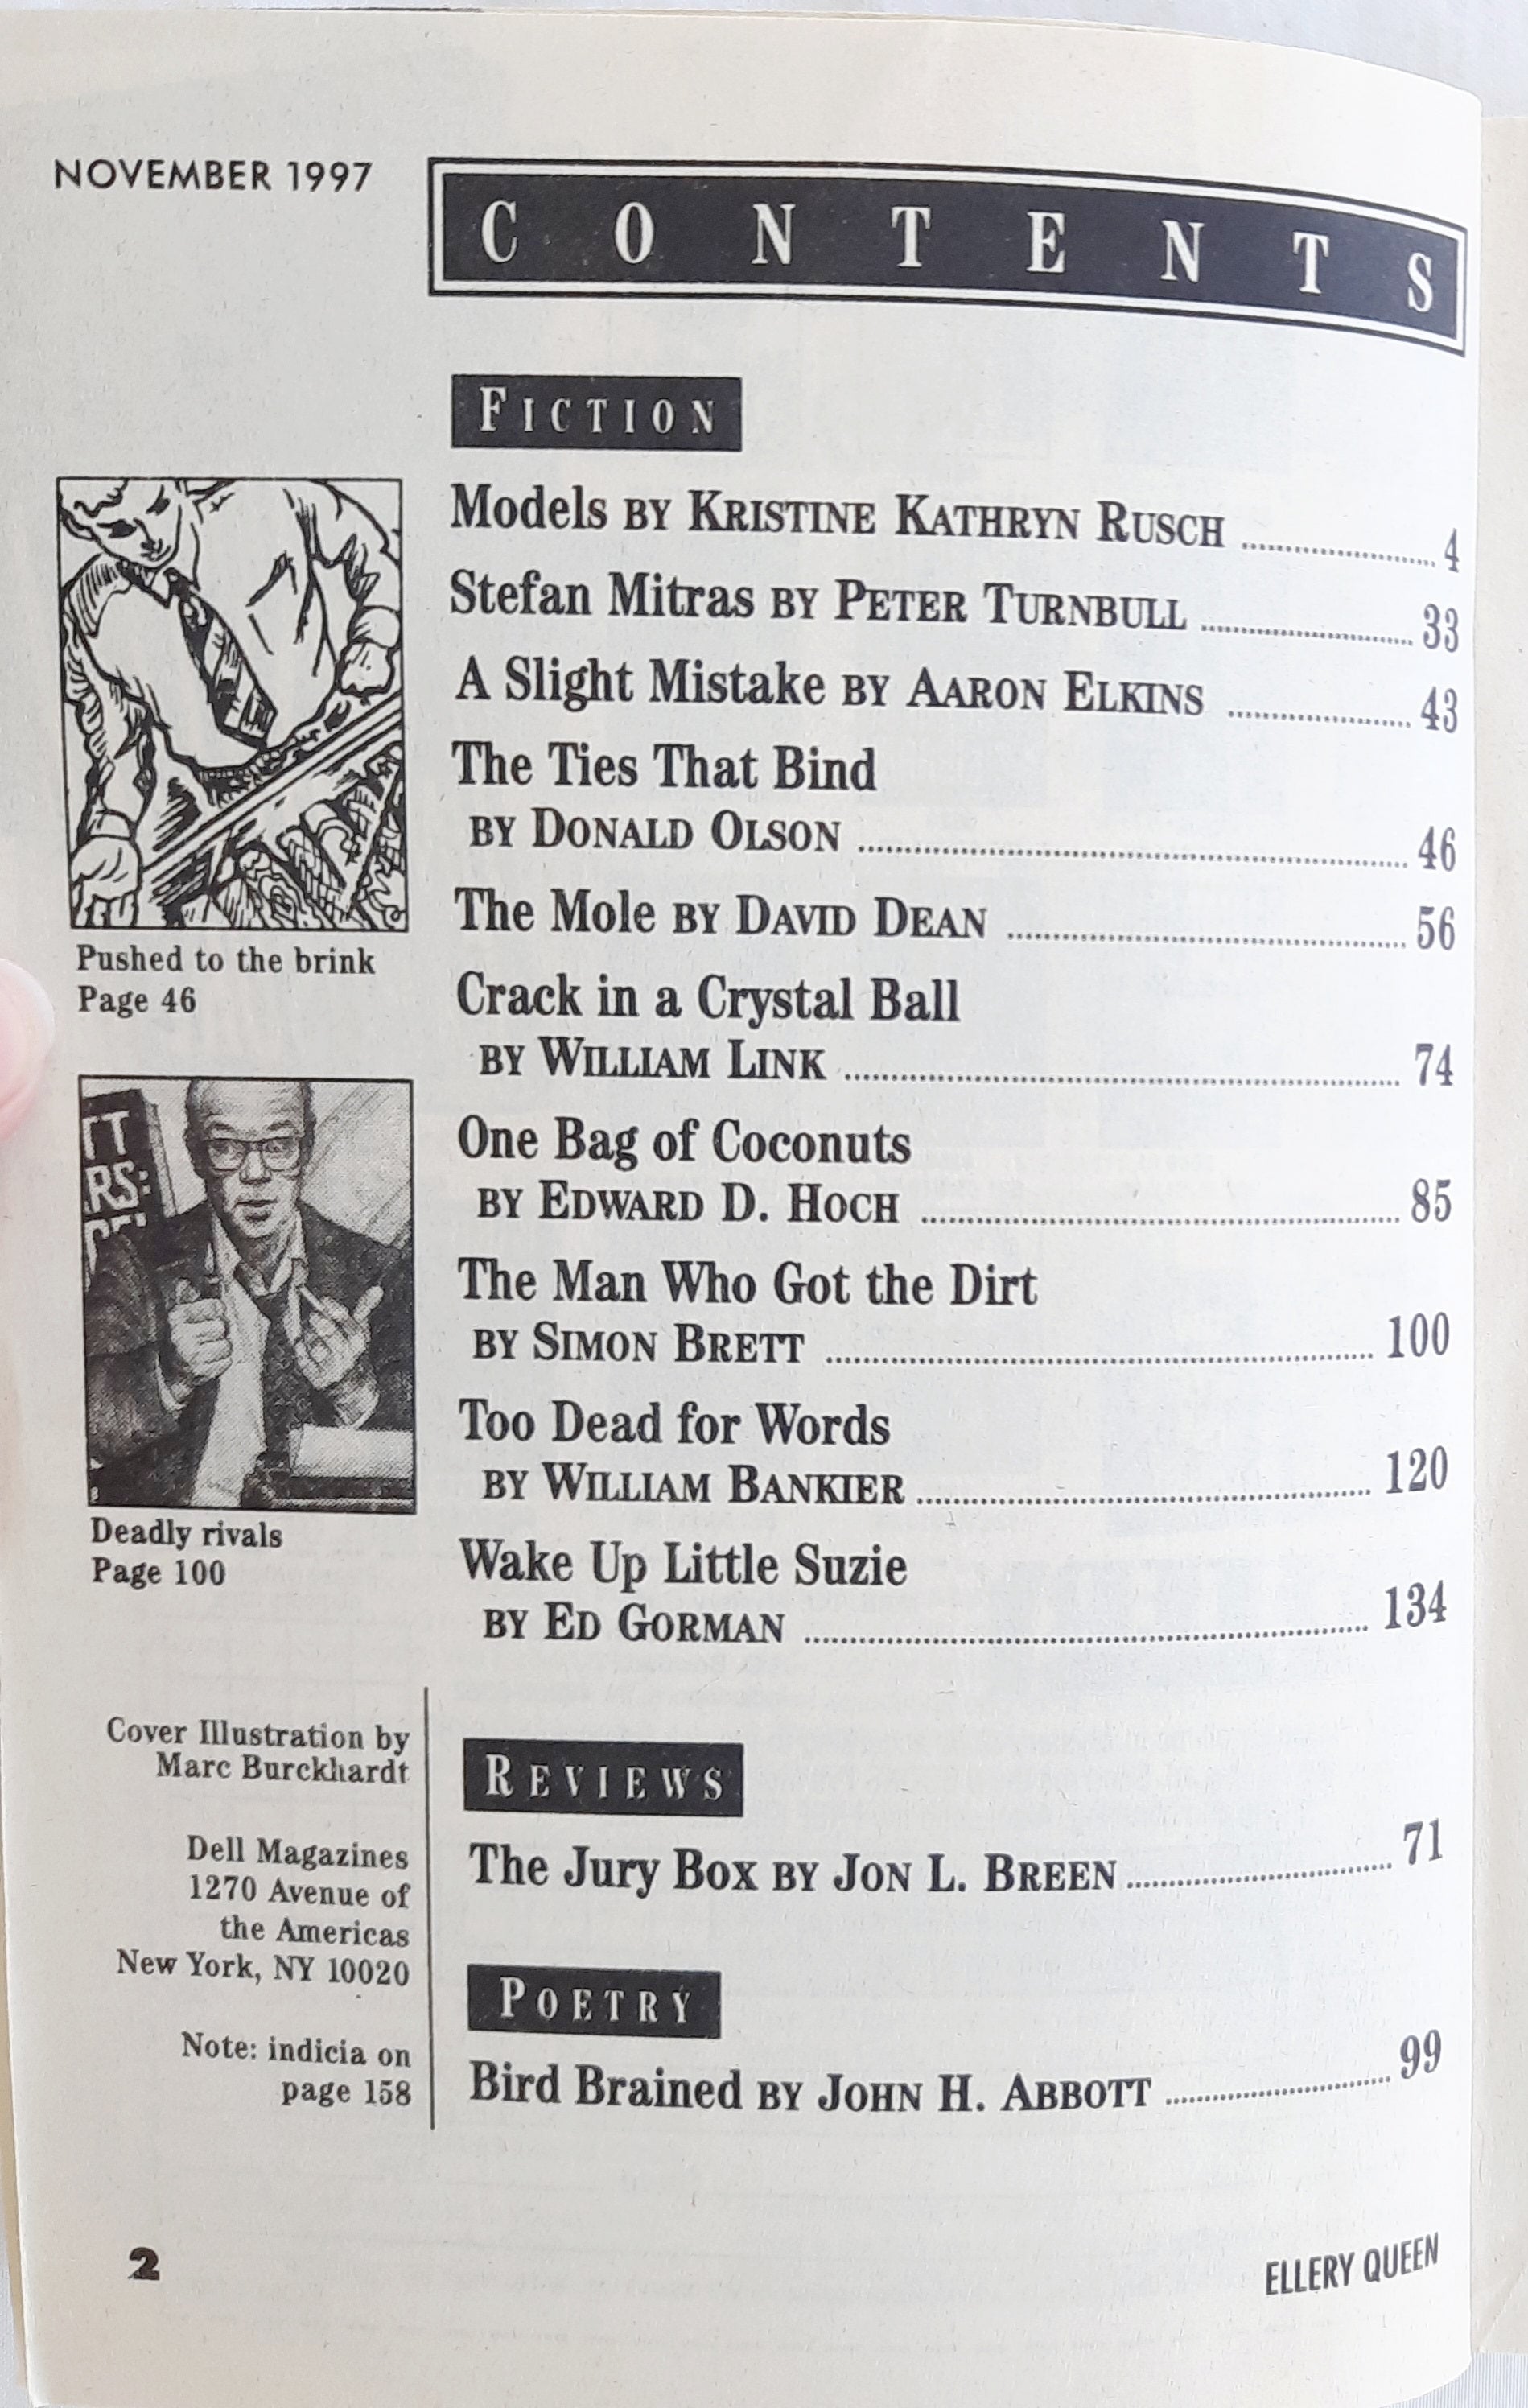 NOVEMBER 1997
CONTENTS
FICTION
Models BY KRISTINE KATHRYN RUSCH ........ 4
Stefan Mitras BY PETER TURNBULL ........ 33
A Slight Mistake BY AARON ELKINS ........ 43
The Ties That Bind
BY DONALD OLSON ........ 46
The Mole BY DAVID DEAN ........ 56
Crack in a Crystal Ball
BY WILLIAM LINK ........ 74
One Bag of Coconuts
BY EDWARD D. HOCH ........ 85
The Man Who Got the Dirt
BY SIMON BRETT ........ 100
Too Dead for Words
BY WILLIAM BANKIER ........ 120
Wake Up Little Suzie
BY ED GORMAN ........ 134
REVIEWS
The Jury Box BY JON L. BREEN ........ 71
POETRY
Bird Brained BY JOHN H. ABBOTT ........ 99
Pushed to the brink
Page 46
TT
RS:
Deadly rivals
Page 100
Cover Illustration by
Marc Burckhardt
Dell Magazines
1270 Avenue of
the Americas
New York, NY 10020
Note: indicia on
page 158
2
ELLERY QUEEN